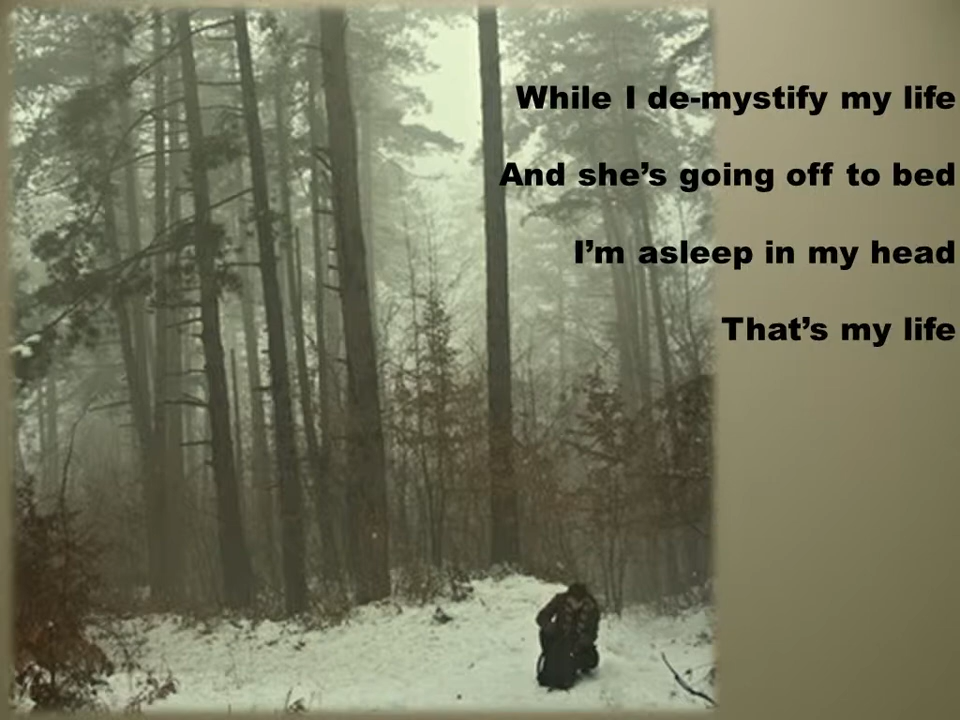 While I de-mystify my life
And she’s going off to bed
I’m asleep in my head
That’s my life